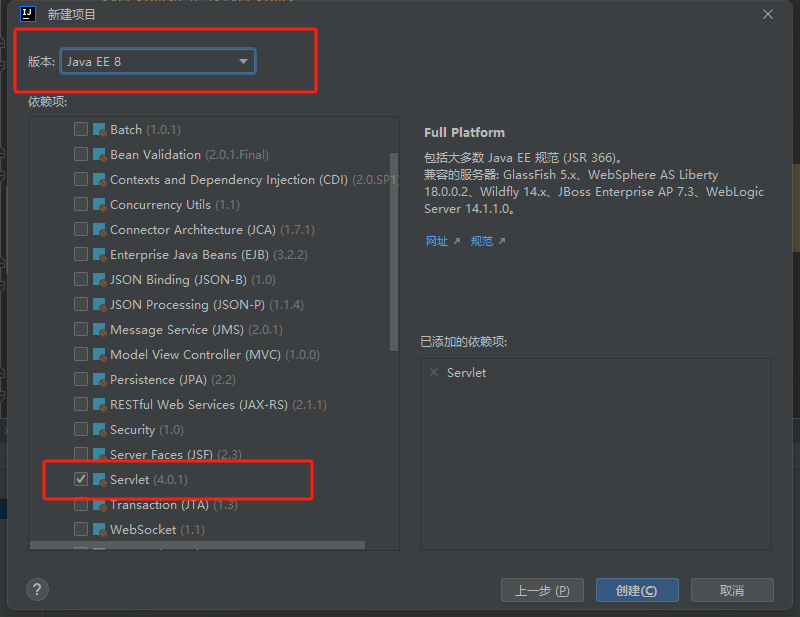 新建项目
版本: Java EE 8
依赖项:
Batch (1.0.1)
Bean Validation (2.0.1.Final)
Contexts and Dependency Injection (CDI) (2.0.SP1)
Concurrency Utils (1.1)
Connector Architecture (JCA) (1.7.1)
Enterprise Java Beans (EJB) (3.2.2)
JSON Binding (JSON-B) (1.0)
JSON Processing (JSON-P) (1.1.4)
Message Service (JMS) (2.0.1)
Model View Controller (MVC) (1.0.0)
Persistence (JPA) (2.2)
RESTful Web Services (JAX-RS) (2.1.1)
Security (1.0)
Server Faces (JSF) (2.3)
Servlet (4.0.1)
Transaction (JTA) (1.3)
WebSocket (1.1)
Full Platform
包括大多数 Java EE 规范 (JSR 366)。
兼容的服务器: GlassFish 5.x、WebSphere AS Liberty
18.0.0.2、Wildfly 14.x、JBoss Enterprise AP 7.3、WebLogic
Server 14.1.1.0。
网址 ↗ 规范 ↗
已添加的依赖项:
× Servlet
?
上一步 (P)
创建(C)
取消